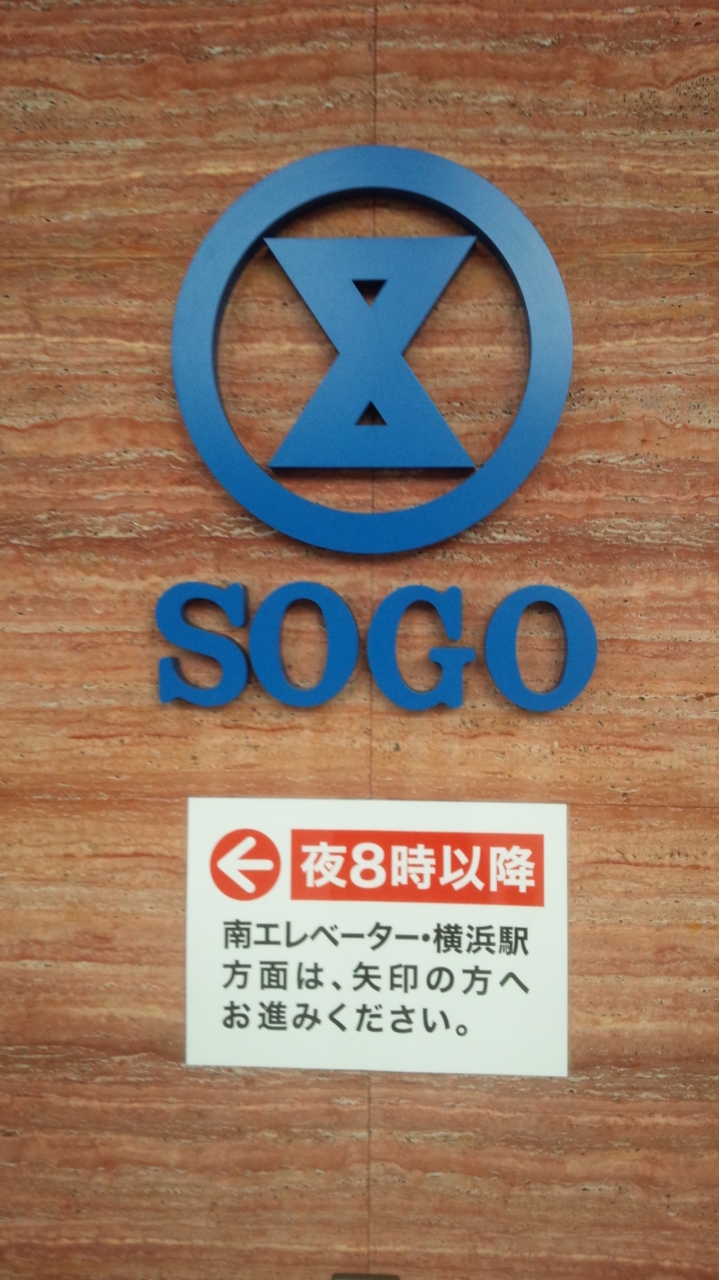 SOGO
夜8時以降
南エレベーター・横浜駅
方面は、矢印の方へ
お進みください。